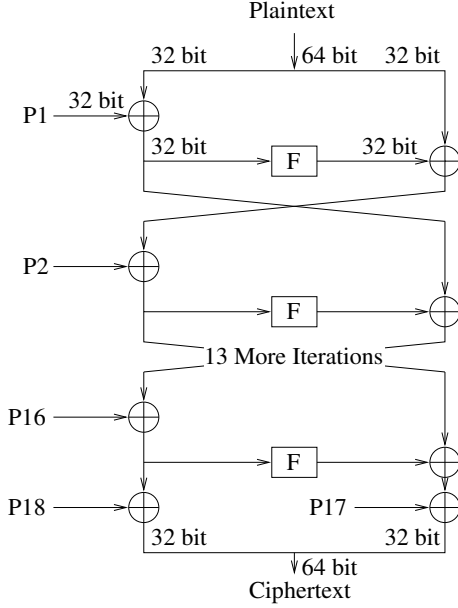 Plaintext
32 bit 64 bit 32 bit
P1 32 bit
32 bit F 32 bit
P2
F
13 More Iterations
P16
F
P18 P17
32 bit 32 bit
64 bit
Ciphertext